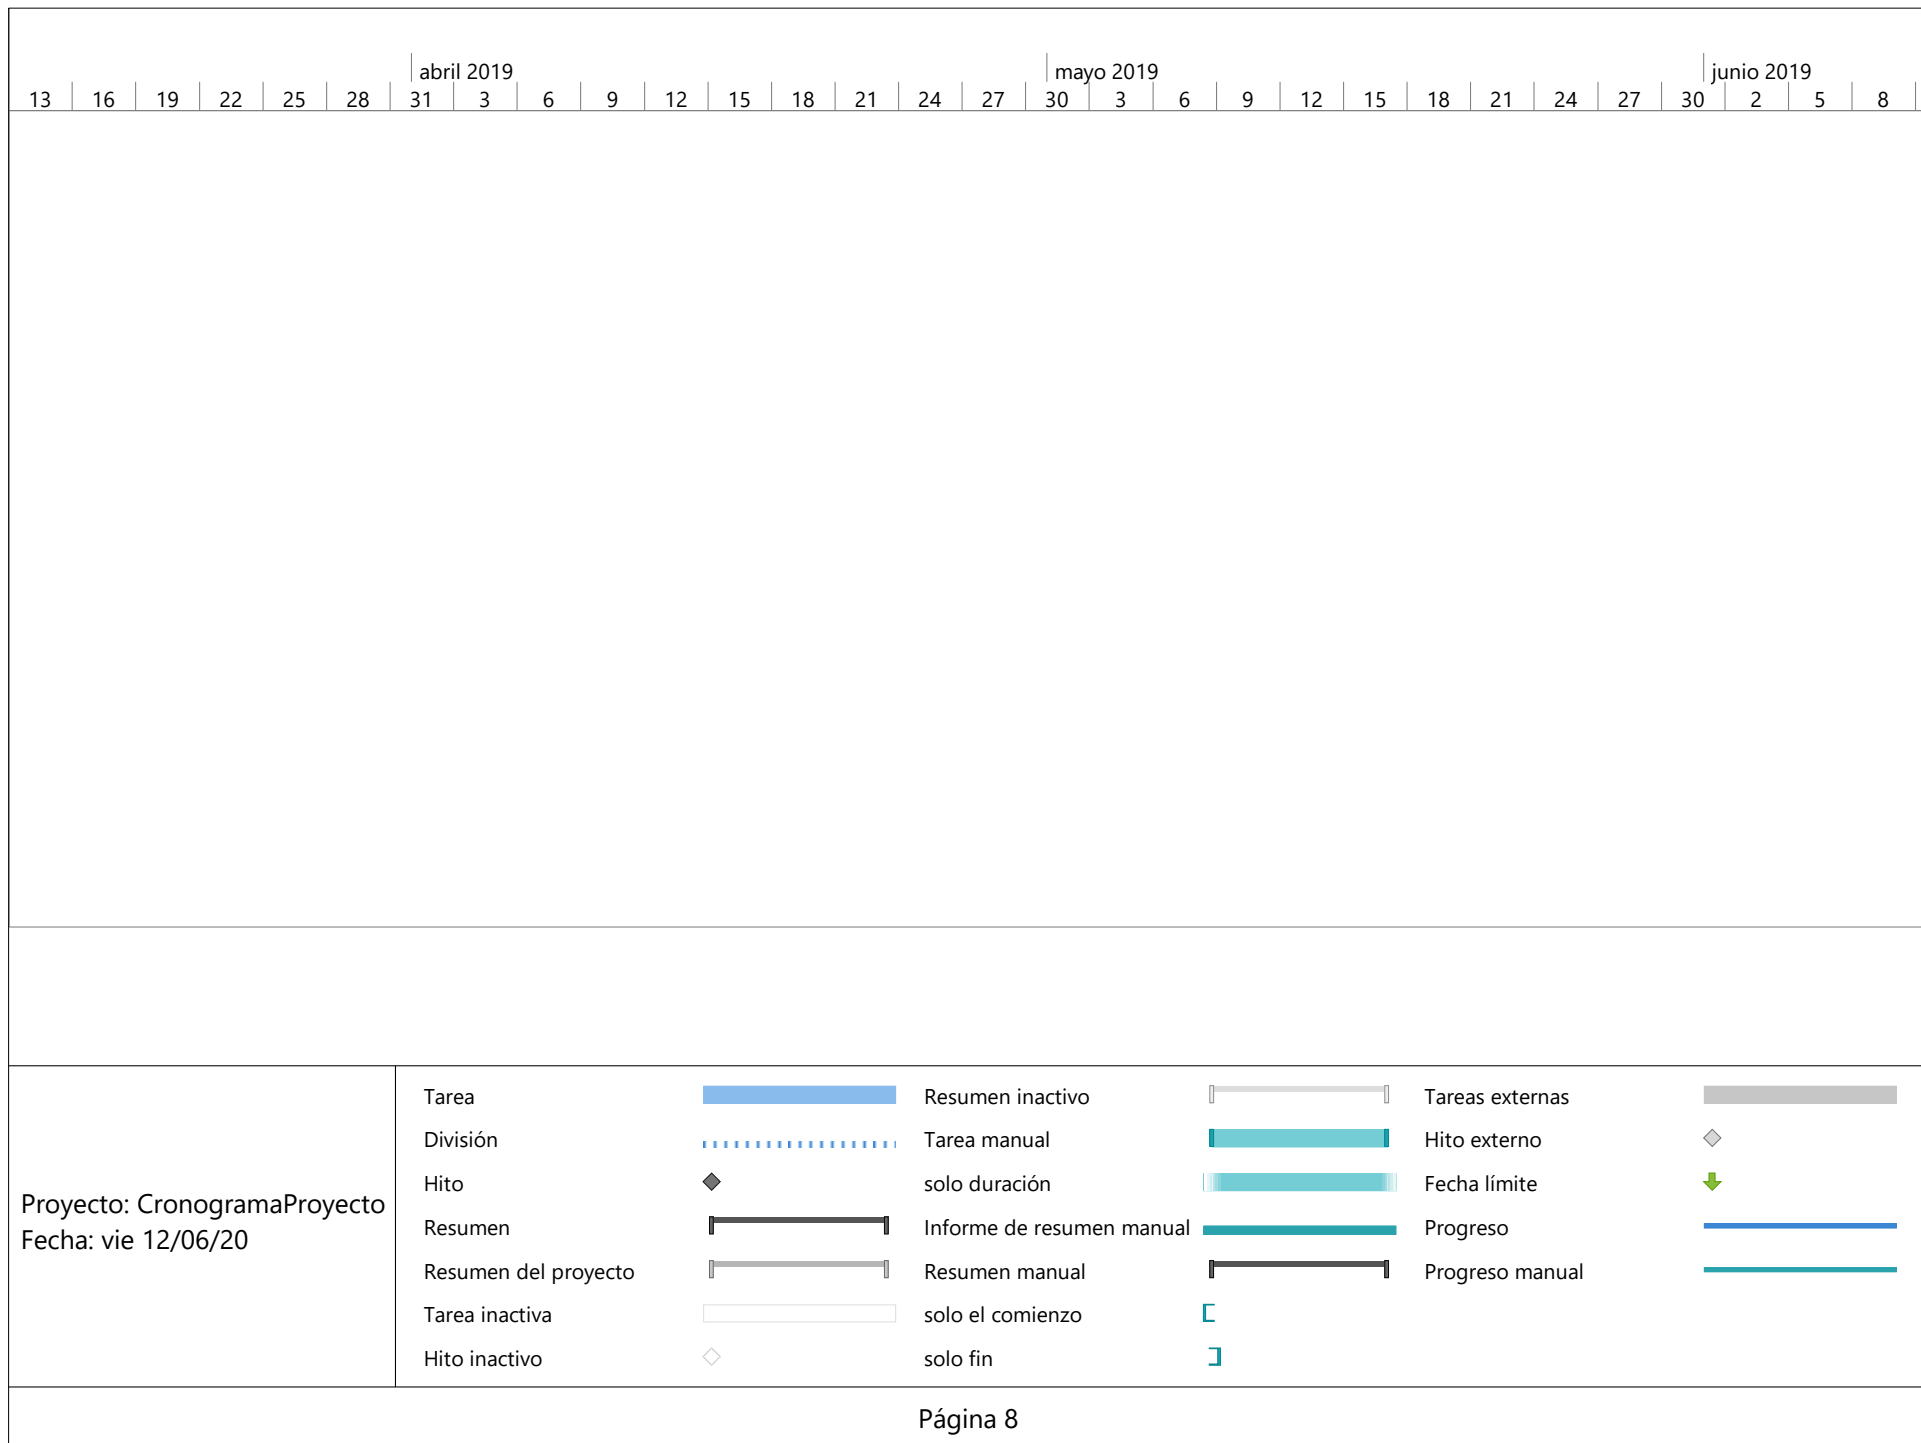 abril 2019 mayo 2019 junio 2019
13 16 19 22 25 28 31 3 6 9 12 15 18 21 24 27 30 3 6 9 12 15 18 21 24 27 30 2 5 8
Proyecto: CronogramaProyecto
Fecha: vie 12/06/20
Tarea
División
Hito
Resumen
Resumen del proyecto
Tarea inactiva
Hito inactivo
Resumen inactivo
Tarea manual
solo duración
Informe de resumen manual
Resumen manual
solo el comienzo
solo fin
Tareas externas
Hito externo
Fecha límite
Progreso
Progreso manual
Página 8